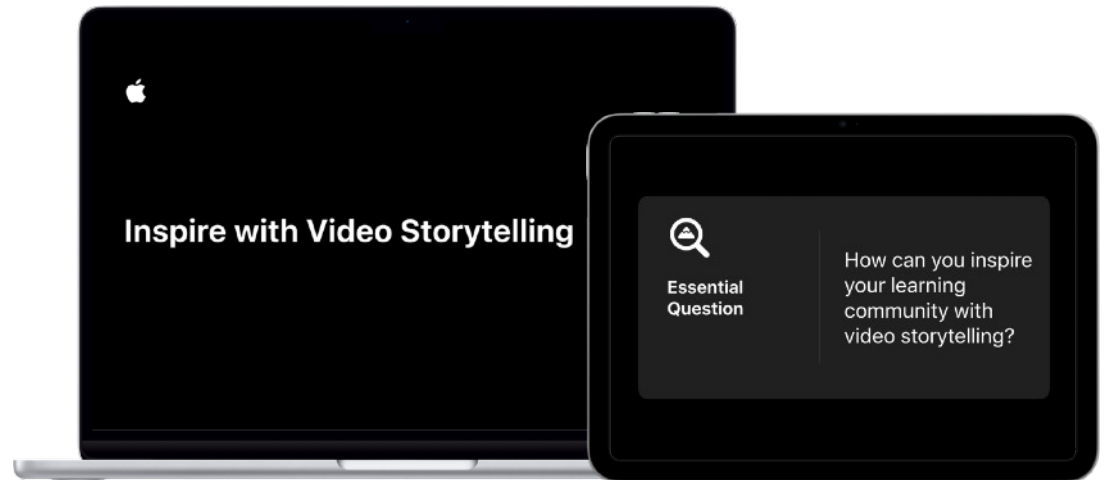 Inspire with Video Storytelling
Essential
Question
How can you inspire
your learning
community with
video storytelling?